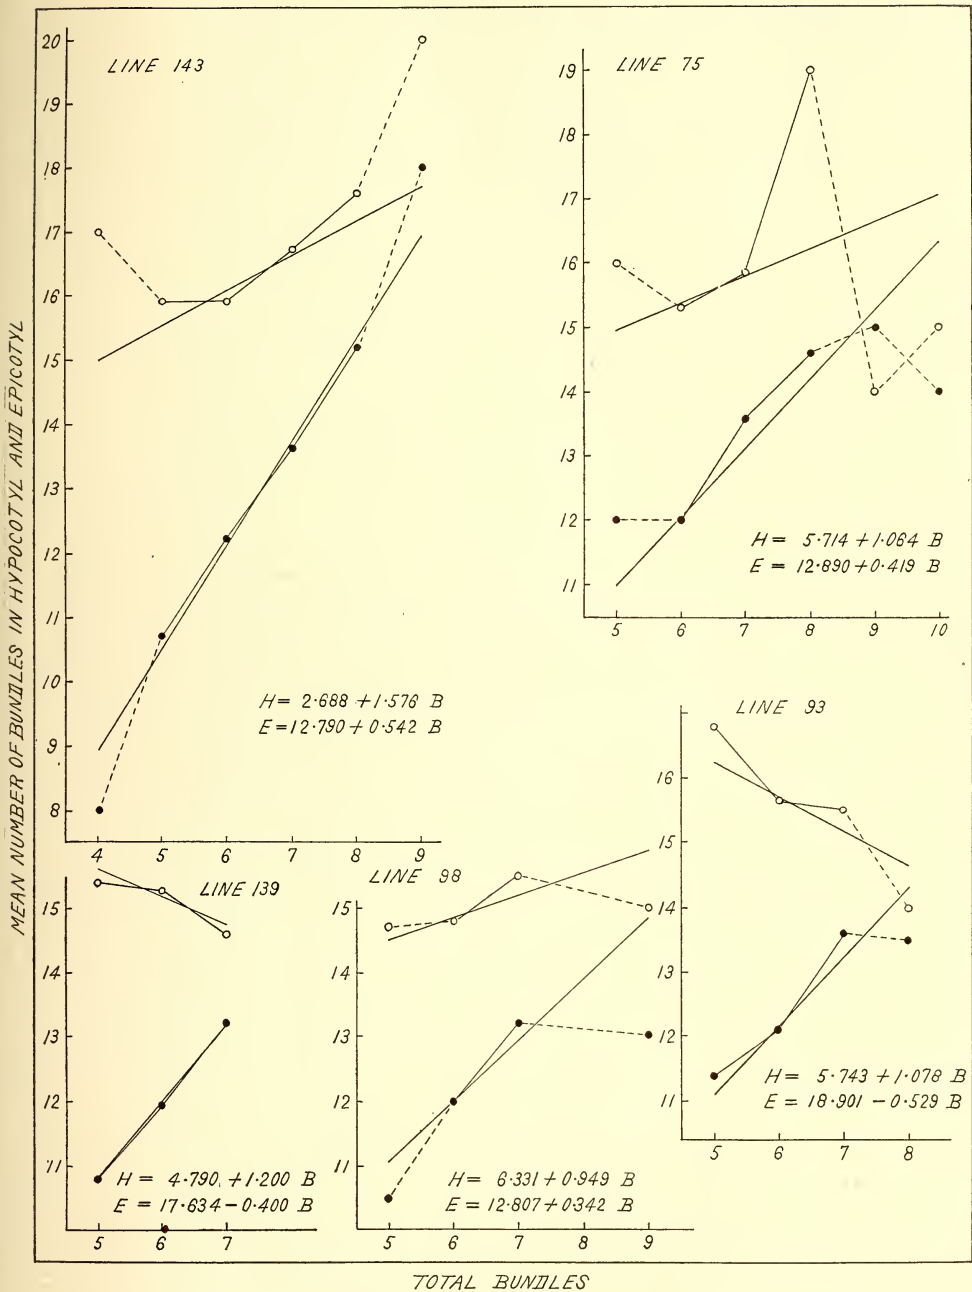 MEAN NUMBER OF BUNDLES IN HYPOCOTYL AND EPICOTYL
LINE 143
20
19
18
17
16
15
14
13
12
11
10
9
8
4 5 6 7 8 9
H= 2·688 +1·576 B
E=12·790+0·542 B
LINE 75
19
18
17
16
15
14
13
12
11
5 6 7 8 9 10
H= 5·714 +1·064 B
E = 12·890+0·419 B
LINE 139
15
14
13
12
11
5 6 7
H = 4·790 +1·200 B
E = 17·634−0·400 B
LINE 98
15
14
13
12
11
5 6 7 9
H = 6·331 +0·949 B
E = 12·807+0·342 B
LINE 93
16
15
14
13
12
11
5 6 7 8
H= 5·743 +1·078 B
E = 18·901 −0·529 B
TOTAL BUNDLES